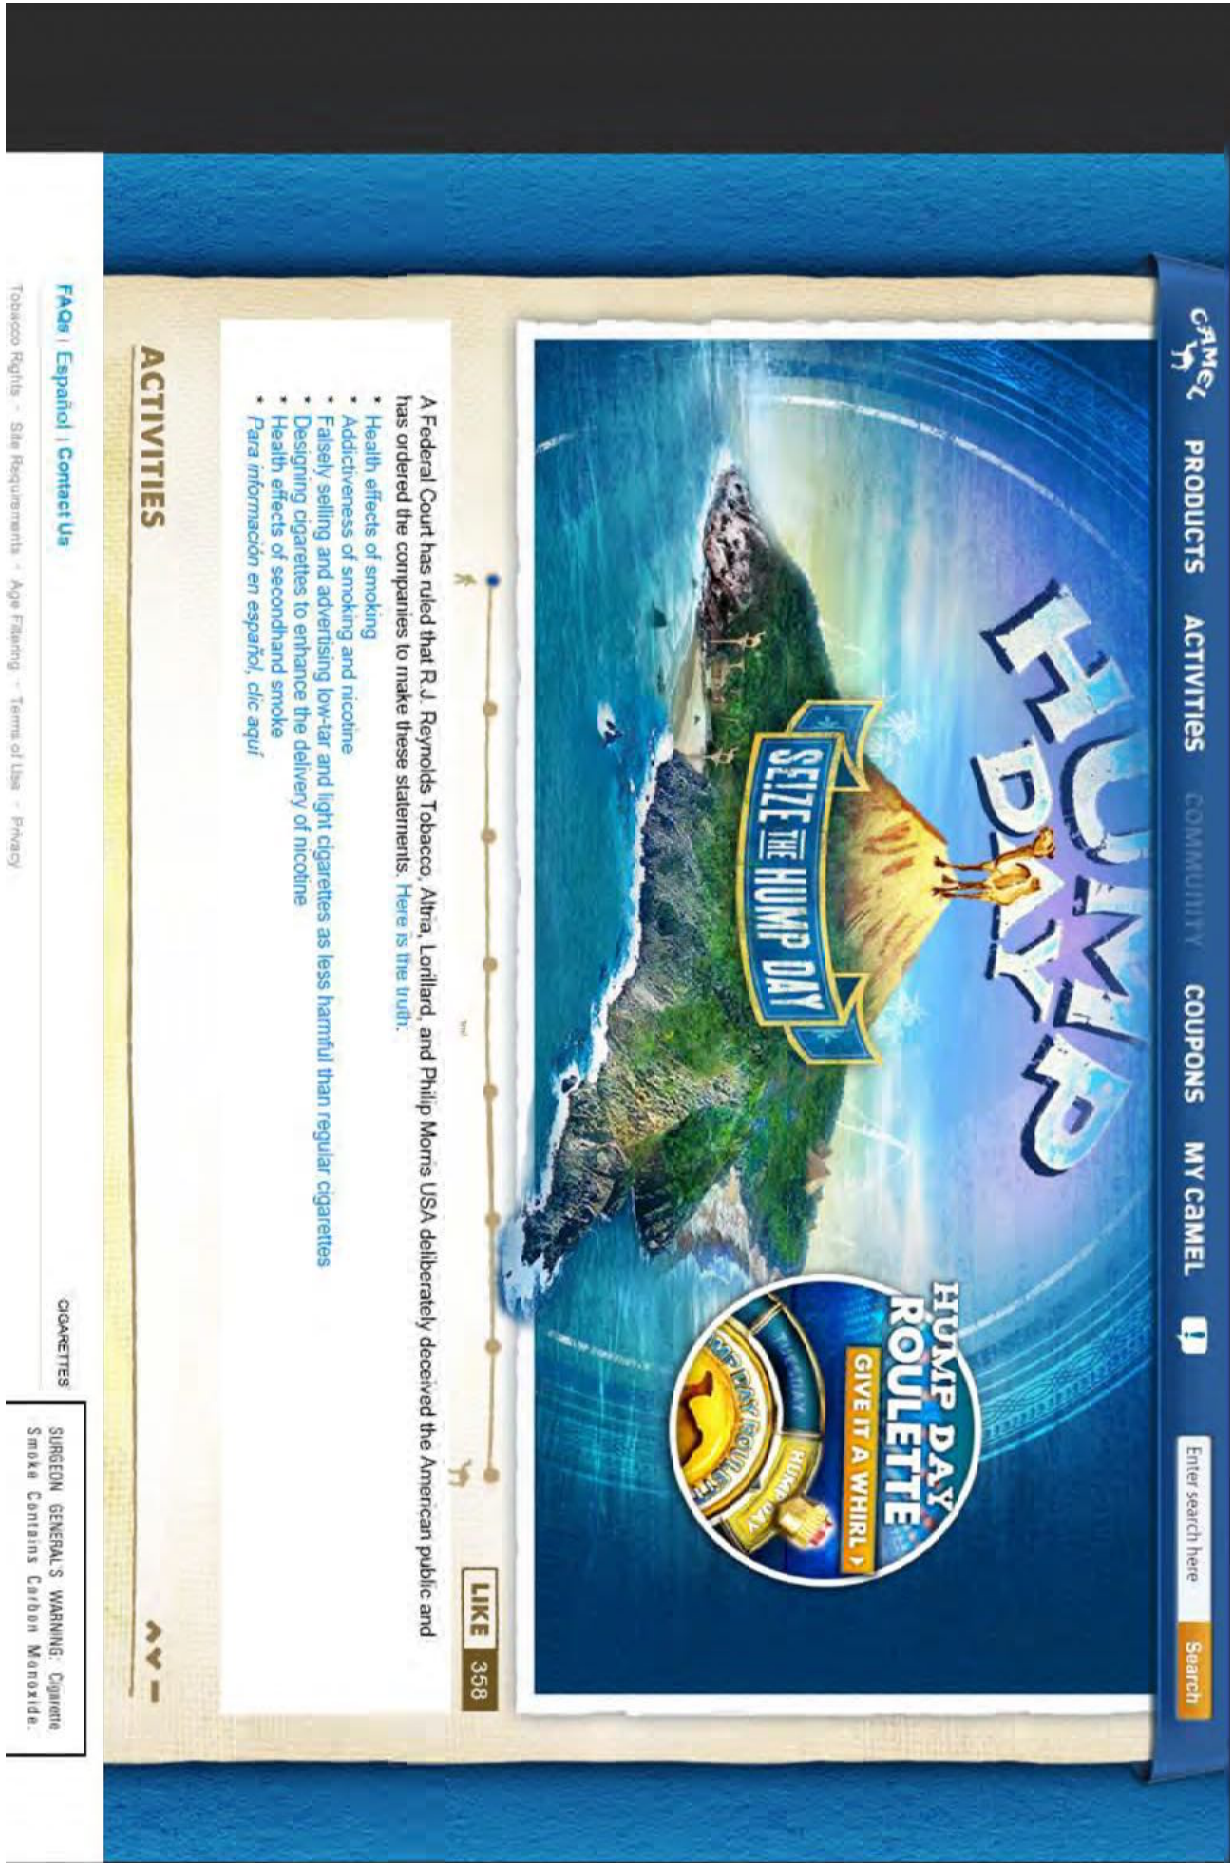 CAMEL PRODUCTS ACTIVITIES COMMUNITY COUPONS MY CAMEL ! Enter search here Search
HUMP
DAY
SEIZE THE HUMP DAY
HUMP DAY
ROULETTE
GIVE IT A WHIRL
HUMP DAY
LIKE 358
A Federal Court has ruled that R.J. Reynolds Tobacco, Altria, Lorillard, and Philip Morris USA deliberately deceived the American public and
has ordered the companies to make these statements. Here is the truth:
* Health effects of smoking
* Addictiveness of smoking and nicotine
* Falsely selling and advertising low-tar and light cigarettes as less harmful than regular cigarettes
* Designing cigarettes to enhance the delivery of nicotine
* Health effects of secondhand smoke
* Para información en español, clic aquí
ACTIVITIES
FAQs | Español | Contact Us
Tobacco Rights - Site Requirements - Age Filtering - Terms of Use - Privacy
CIGARETTES
SURGEON GENERAL'S WARNING: Cigarette
Smoke Contains Carbon Monoxide.